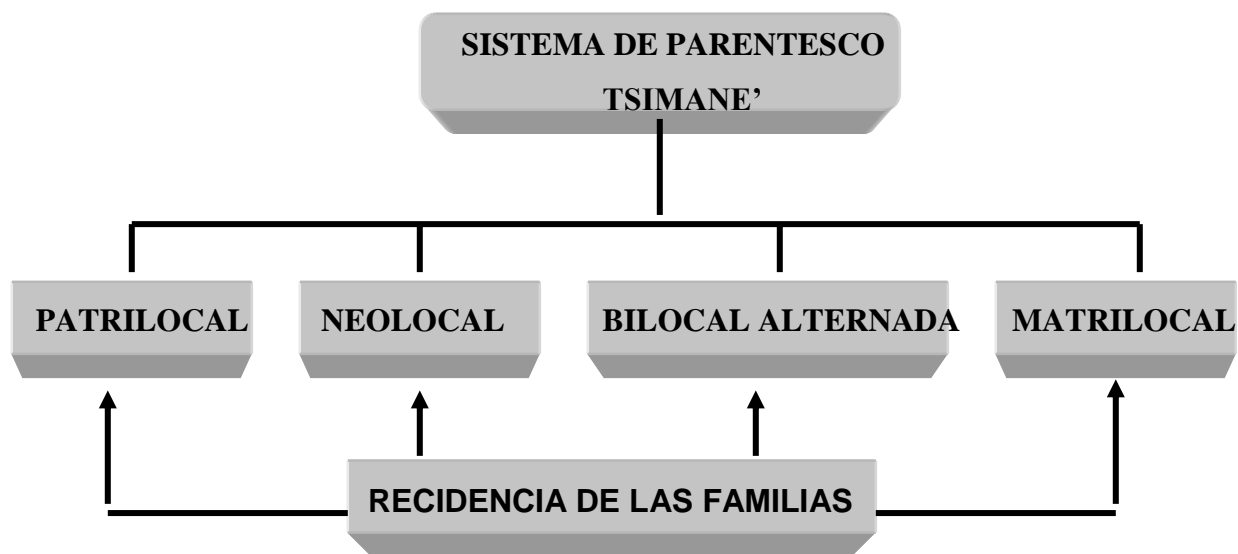 SISTEMA DE PARENTESCO
TSIMANE’
PATRILOCAL
NEOLOCAL
BILOCAL ALTERNADA
MATRILOCAL
RECIDENCIA DE LAS FAMILIAS